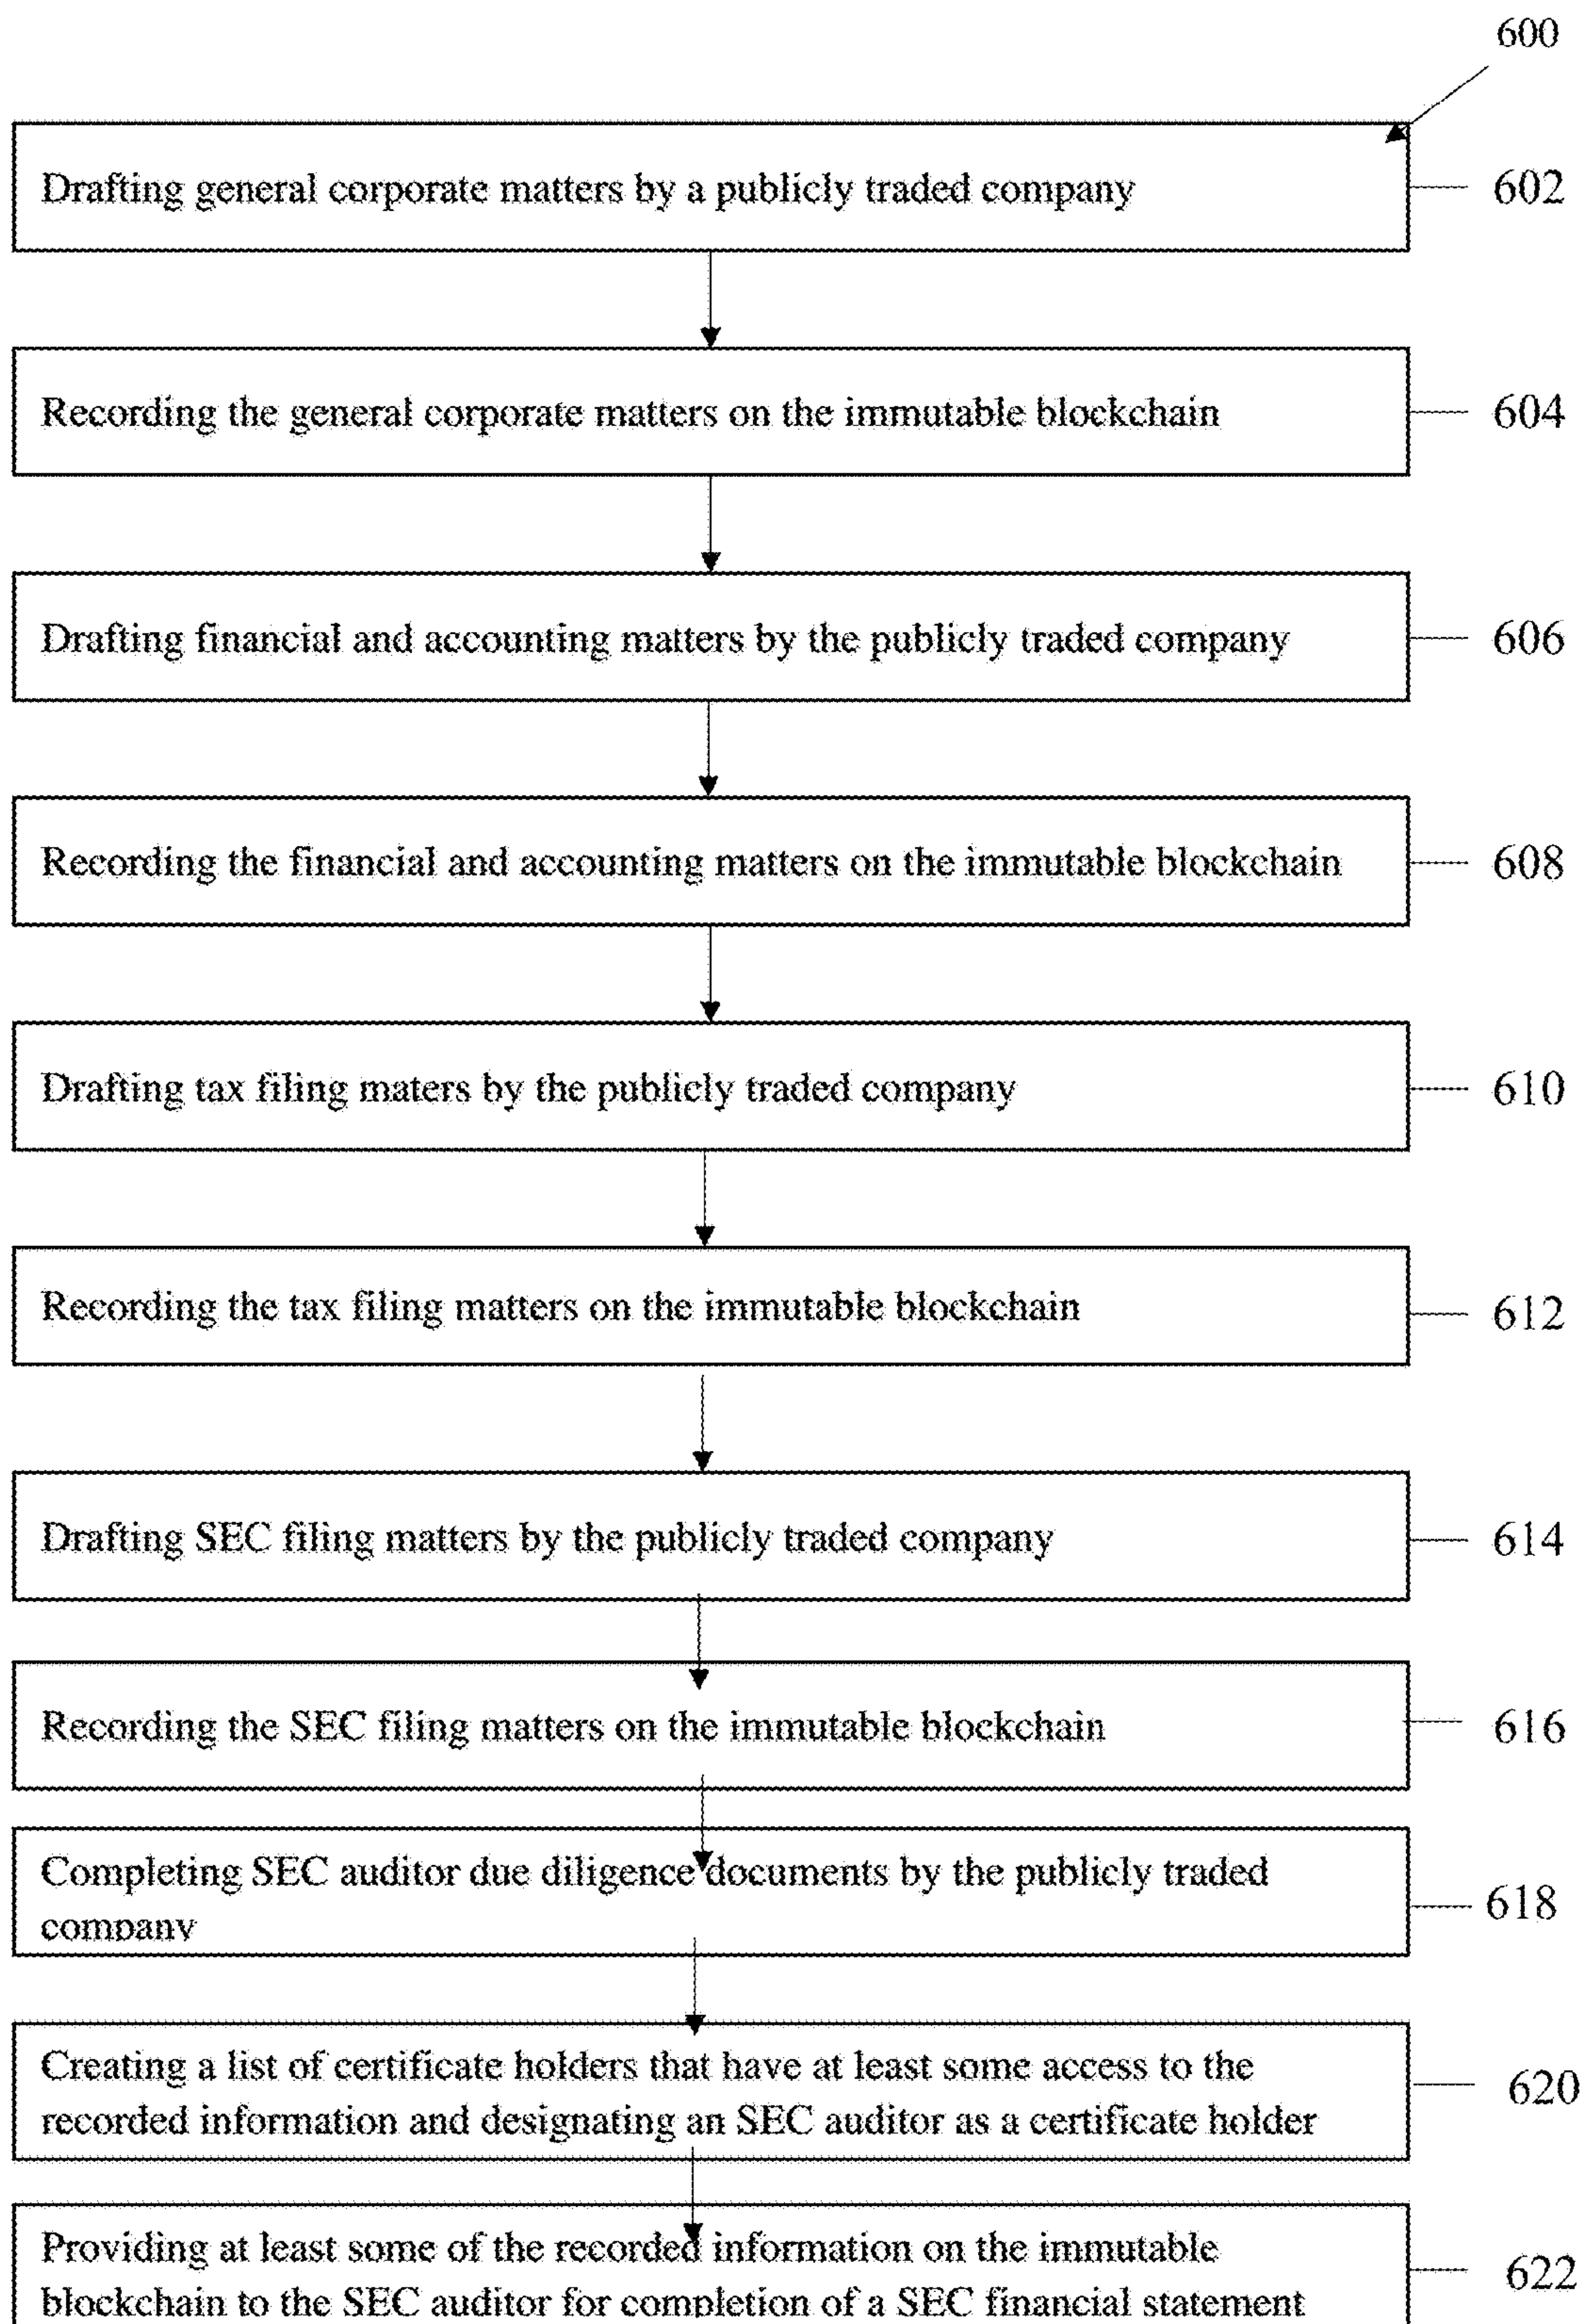 600
Drafting general corporate matters by a publicly traded company
602
Recording the general corporate matters on the immutable blockchain
604
Drafting financial and accounting matters by the publicly traded company
606
Recording the financial and accounting matters on the immutable blockchain
608
Drafting tax filing maters by the publicly traded company
610
Recording the tax filing matters on the immutable blockchain
612
Drafting SEC filing matters by the publicly traded company
614
Recording the SEC filing matters on the immutable blockchain
616
Completing SEC auditor due diligence documents by the publicly traded
company
618
Creating a list of certificate holders that have at least some access to the
recorded information and designating an SEC auditor as a certificate holder
620
Providing at least some of the recorded information on the immutable
blockchain to the SEC auditor for completion of a SEC financial statement
622